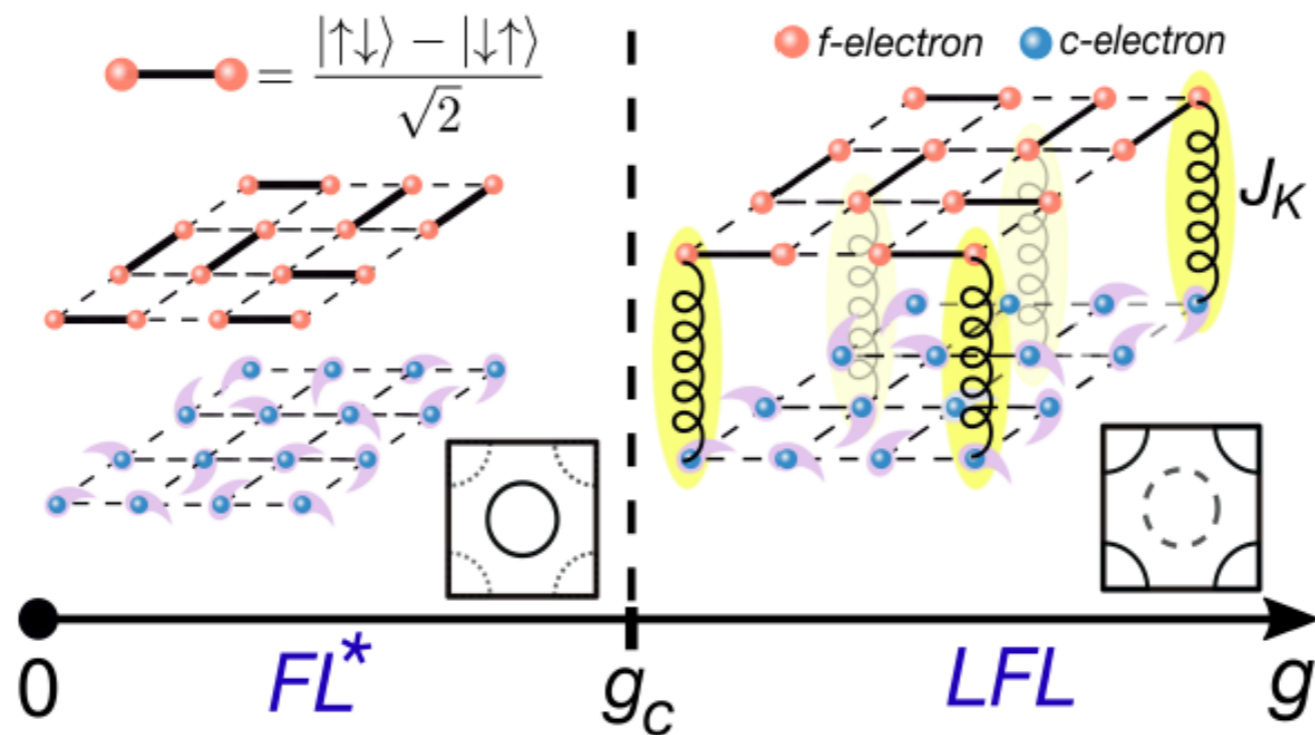 = |↑↓⟩ − |↓↑⟩ / √2
f-electron c-electron
J_K
0 FL* g_c LFL g